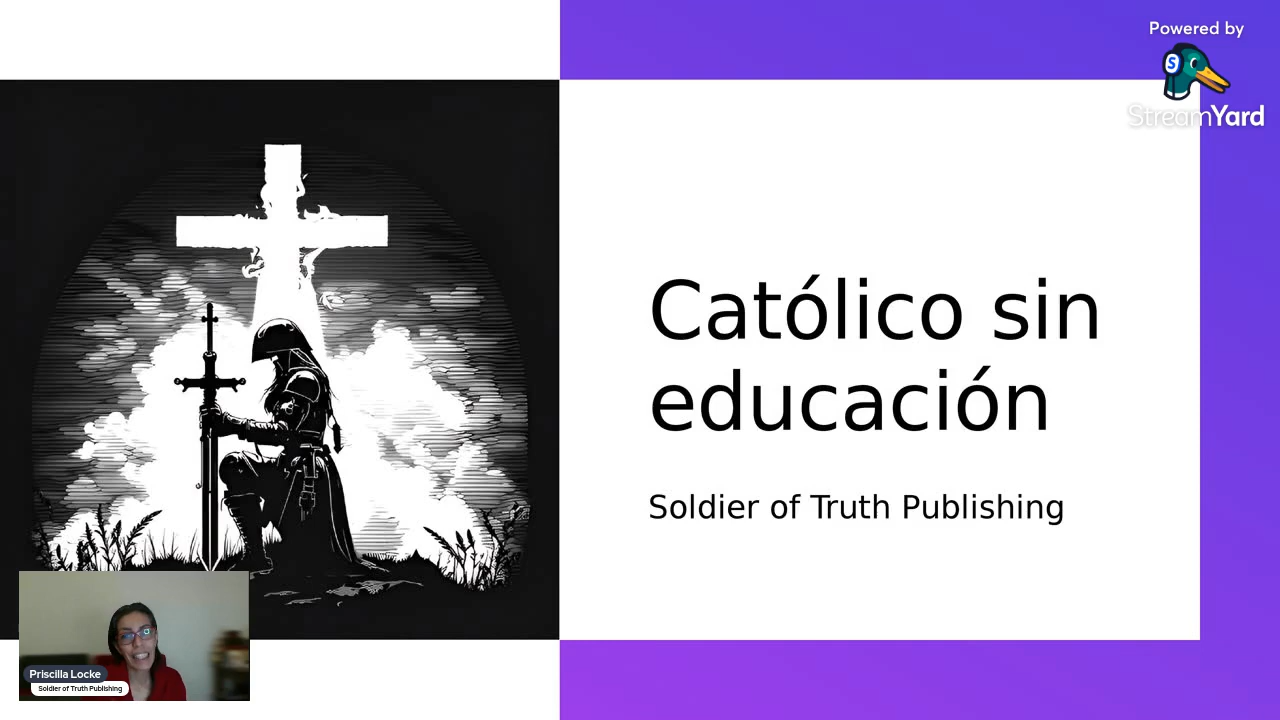 Powered by
S
StreamYard
Católico sin
educación
Soldier of Truth Publishing
Priscilla Locke
Soldier of Truth Publishing